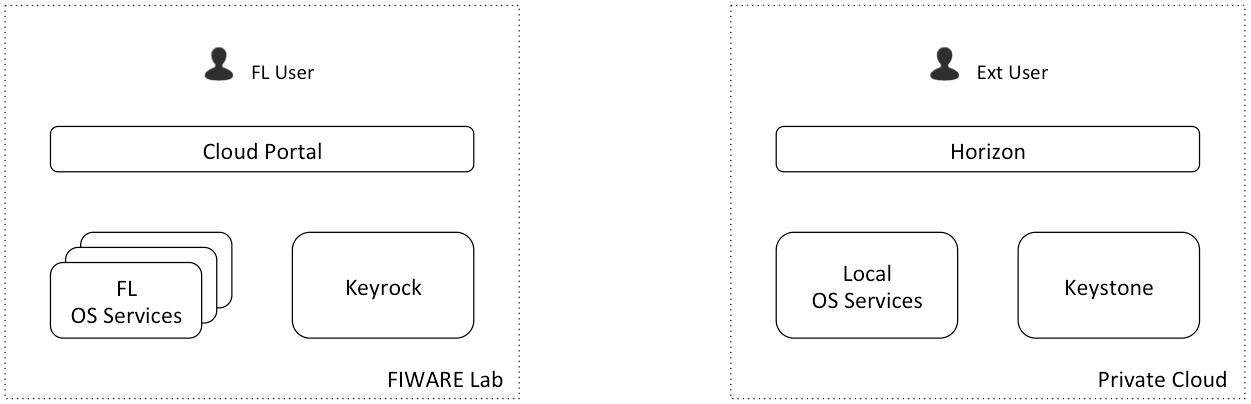 FL User
Cloud Portal
FL
OS Services
Keyrock
FIWARE Lab
Ext User
Horizon
Local
OS Services
Keystone
Private Cloud